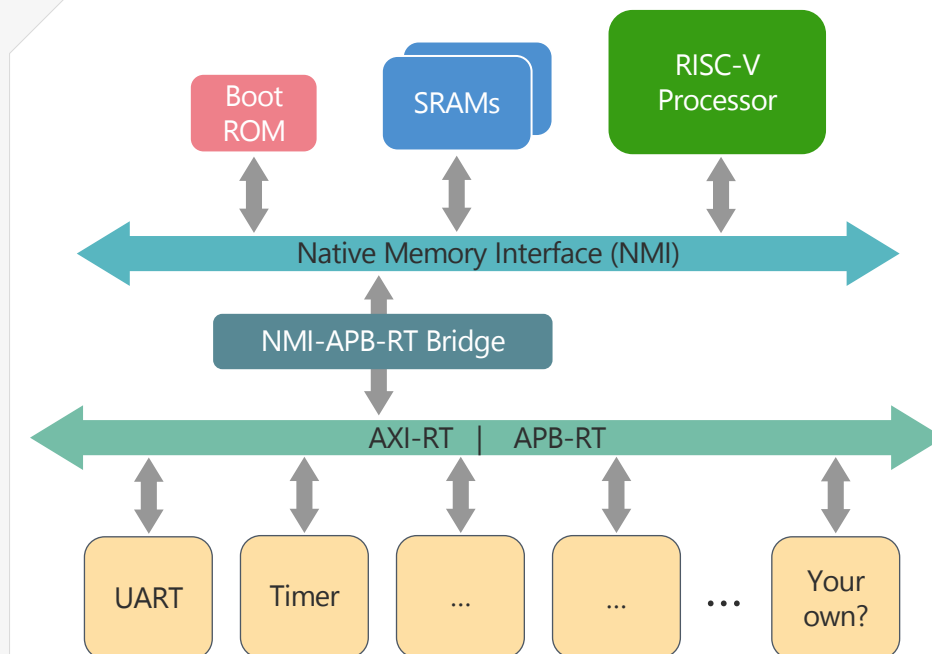 Boot
ROM
SRAMs
RISC-V
Processor
Native Memory Interface (NMI)
NMI-APB-RT Bridge
AXI-RT | APB-RT
UART
Timer
...
...
...
Your
own?